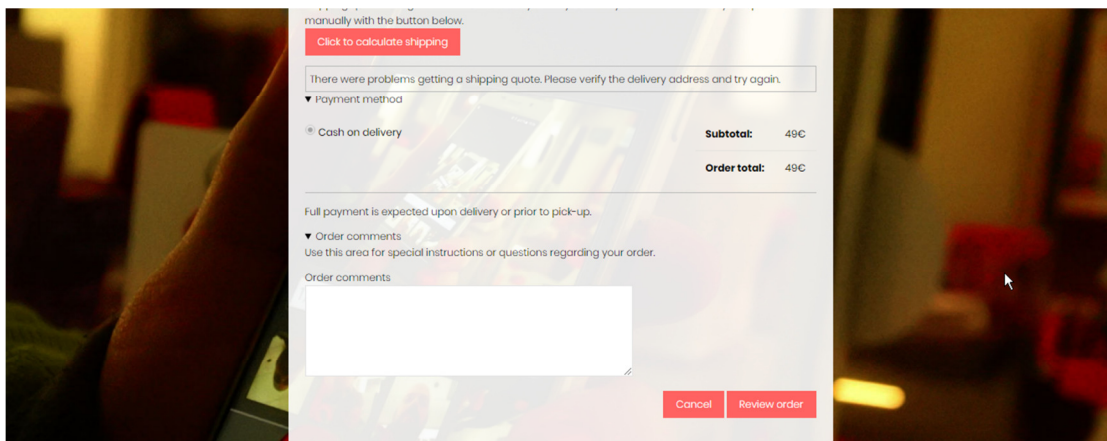 manually with the button below.
Click to calculate shipping
There were problems getting a shipping quote. Please verify the delivery address and try again.
▼ Payment method
Cash on delivery
Subtotal: 49€
Order total: 49€
Full payment is expected upon delivery or prior to pick-up.
▼ Order comments
Use this area for special instructions or questions regarding your order.
Order comments
Cancel
Review order